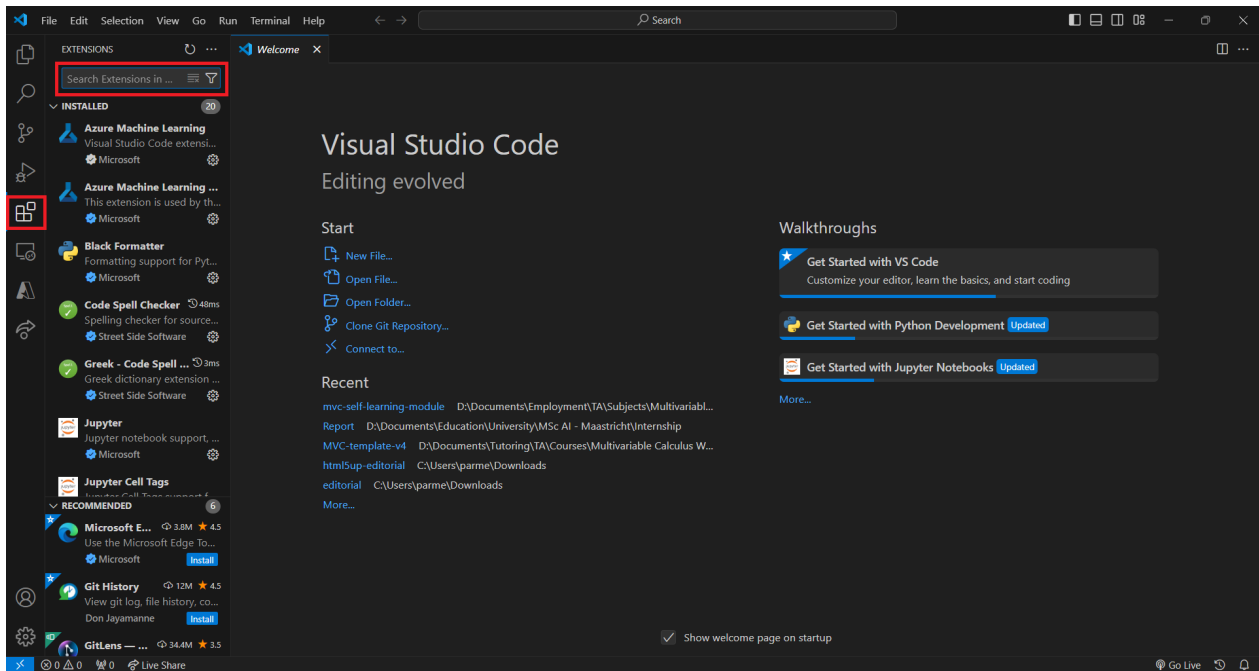 File Edit Selection View Go Run Terminal Help
Search
EXTENSIONS
Search Extensions in ...
INSTALLED
20
Azure Machine Learning
Visual Studio Code extensi...
Microsoft
Azure Machine Learning ...
This extension is used by th...
Microsoft
Black Formatter
Formatting support for Pyt...
Microsoft
Code Spell Checker 48ms
Spelling checker for source...
Street Side Software
Greek - Code Spell ... 3ms
Greek dictionary extension ...
Street Side Software
Jupyter
Jupyter notebook support, ...
Microsoft
Jupyter Cell Tags
Jupyter Cell Tags support f...
RECOMMENDED
6
Microsoft E... 3.8M 4.5
Use the Microsoft Edge To...
Microsoft Install
Git History 12M 4.5
View git log, file history, co...
Don Jayamanne Install
GitLens — ... 34.4M 3.5
Welcome
Visual Studio Code
Editing evolved
Start
New File...
Open File...
Open Folder...
Clone Git Repository...
Connect to...
Recent
mvc-self-learning-module D:\Documents\Employment\TA\Subjects\Multivariabl...
Report D:\Documents\Education\University\MSc AI - Maastricht\Internship
MVC-template-v4 D:\Documents\Tutoring\TA\Courses\Multivariable Calculus W...
html5up-editorial C:\Users\parme\Downloads
editorial C:\Users\parme\Downloads
More...
Walkthroughs
Get Started with VS Code
Customize your editor, learn the basics, and start coding
Get Started with Python Development Updated
Get Started with Jupyter Notebooks Updated
More...
Show welcome page on startup
0 0 0 Live Share
Go Live